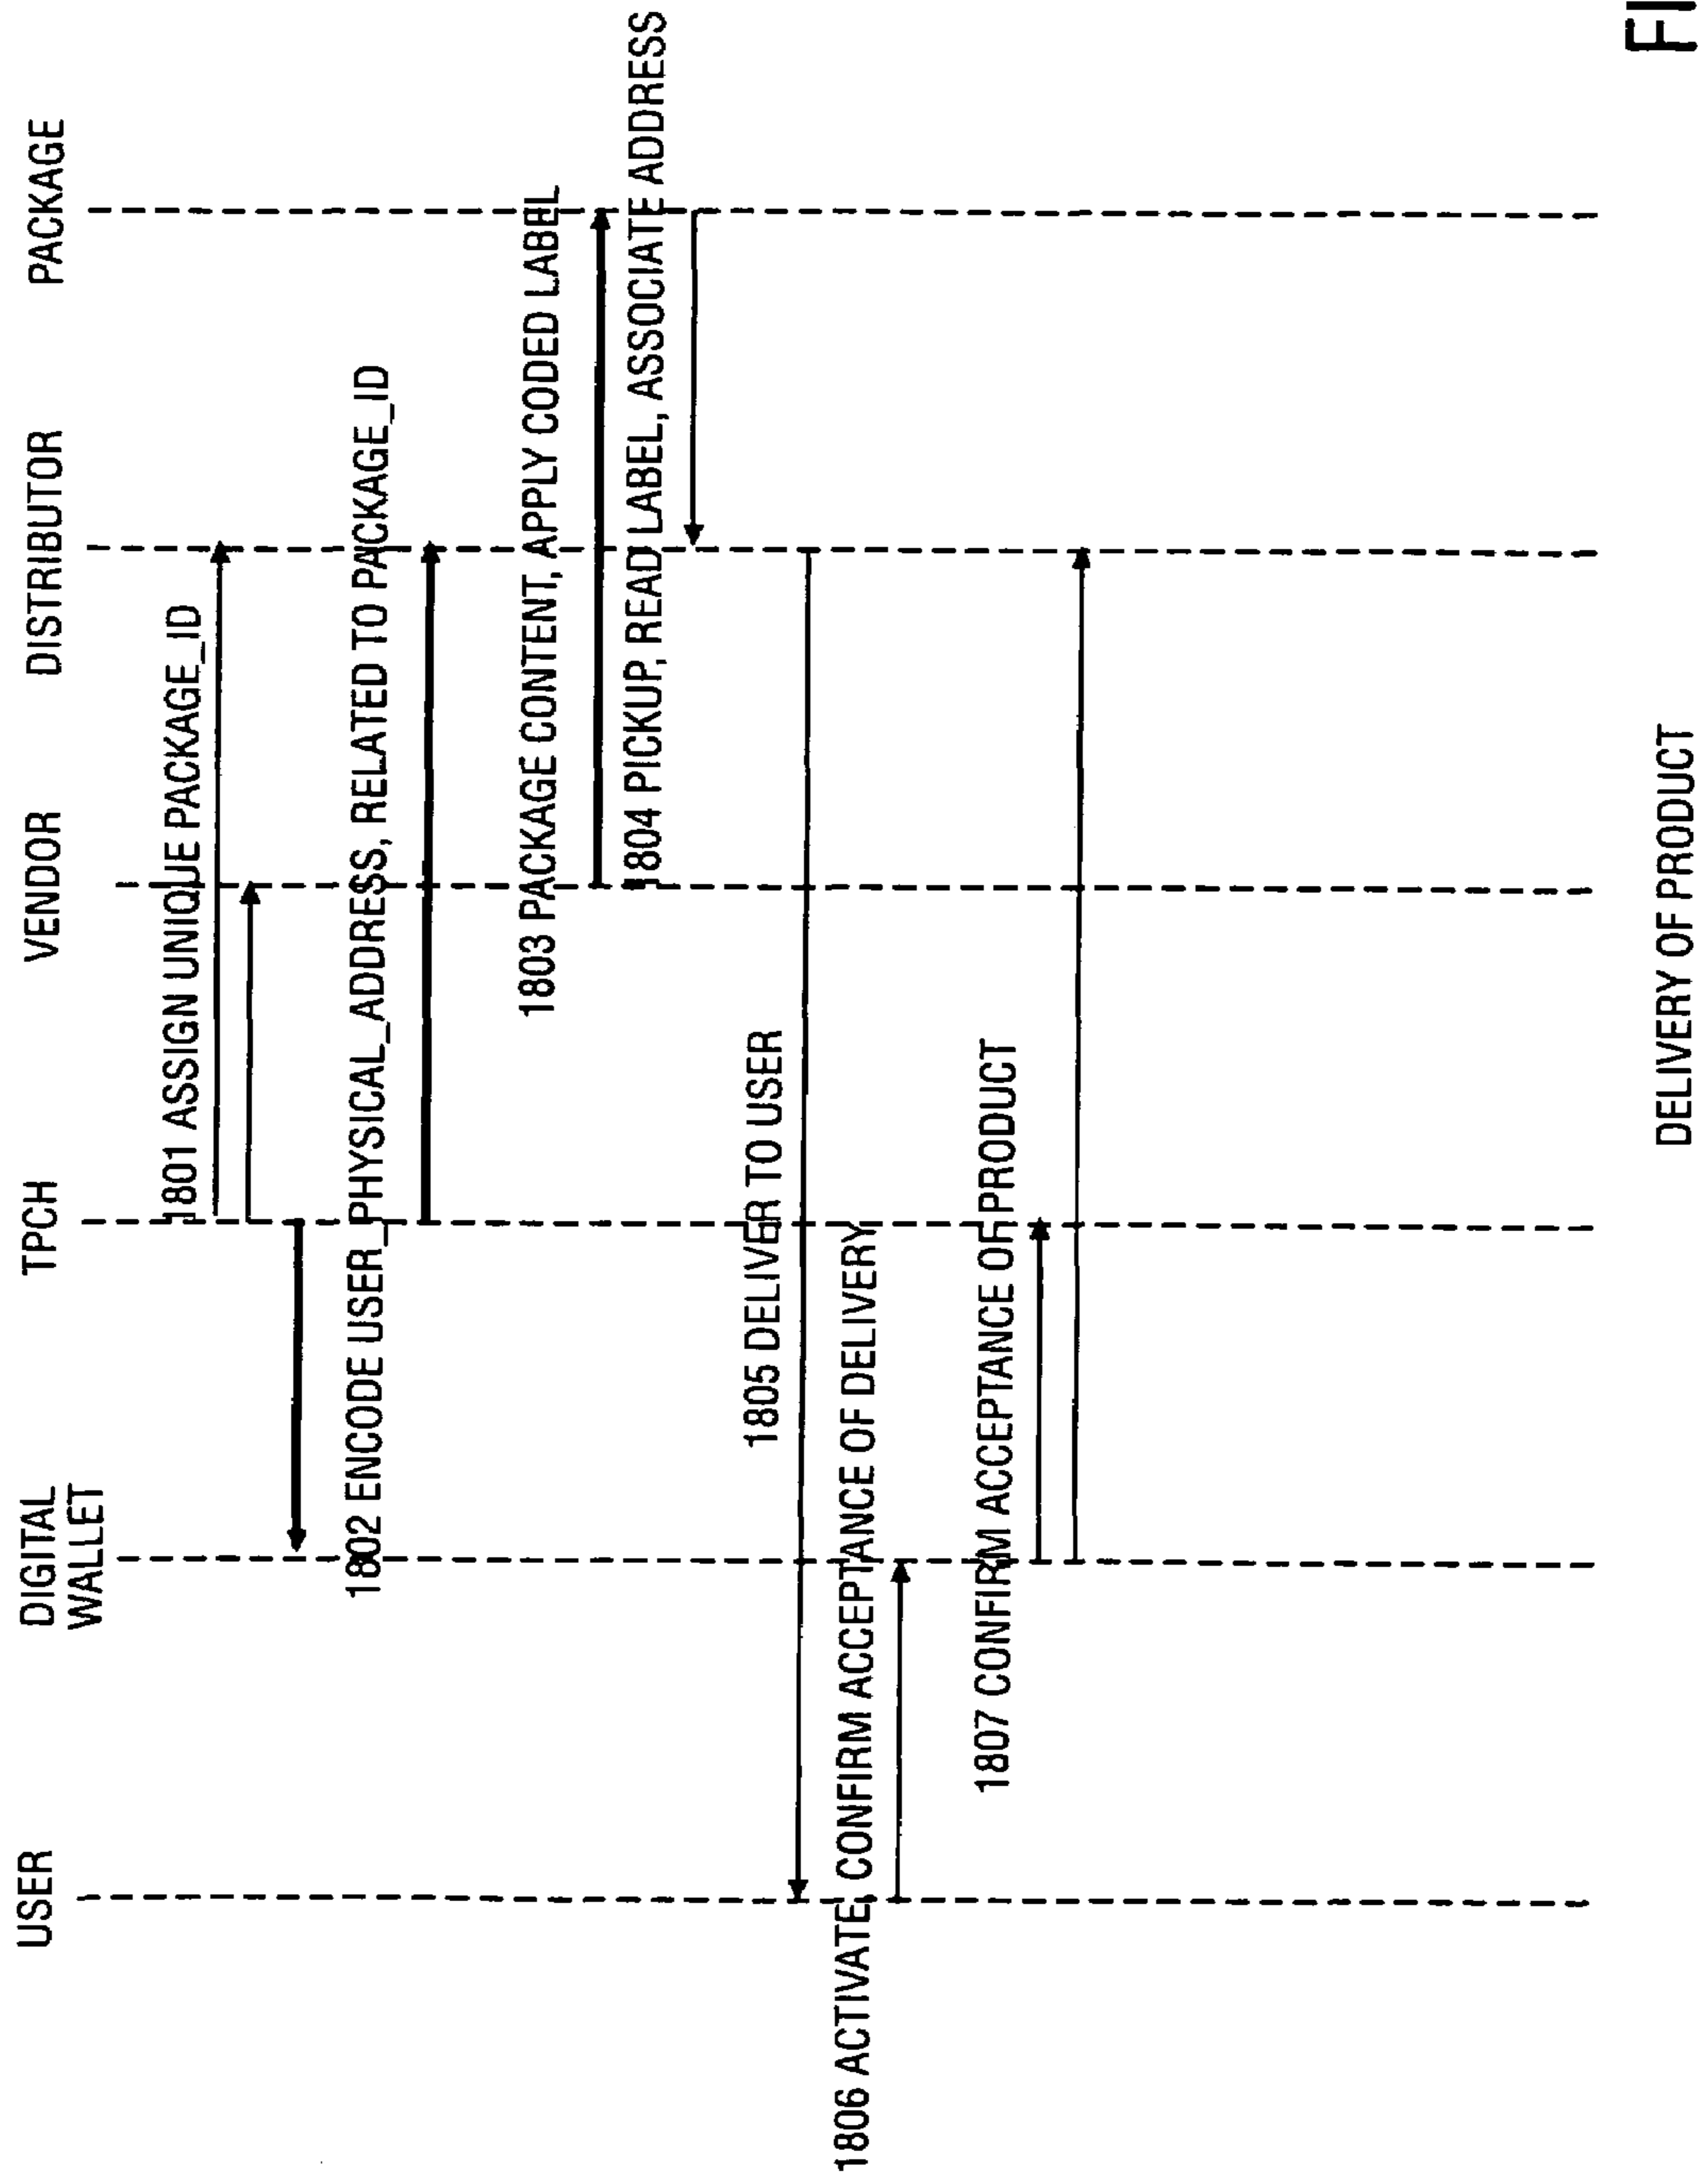 USER
DIGITAL
WALLET
TPCH
VENDOR
DISTRIBUTOR
PACKAGE
1801 ASSIGN UNIQUE PACKAGE_ID
1802 ENCODE USER_PHYSICAL_ADDRESS, RELATED TO PACKAGE_ID
1803 PACKAGE CONTENT, APPLY CODED LABEL
1804 PICKUP, READ LABEL, ASSOCIATE ADDRESS
1805 DELIVER TO USER
1806 ACTIVATE, CONFIRM ACCEPTANCE OF DELIVERY
1807 CONFIRM ACCEPTANCE OF PRODUCT
DELIVERY OF PRODUCT